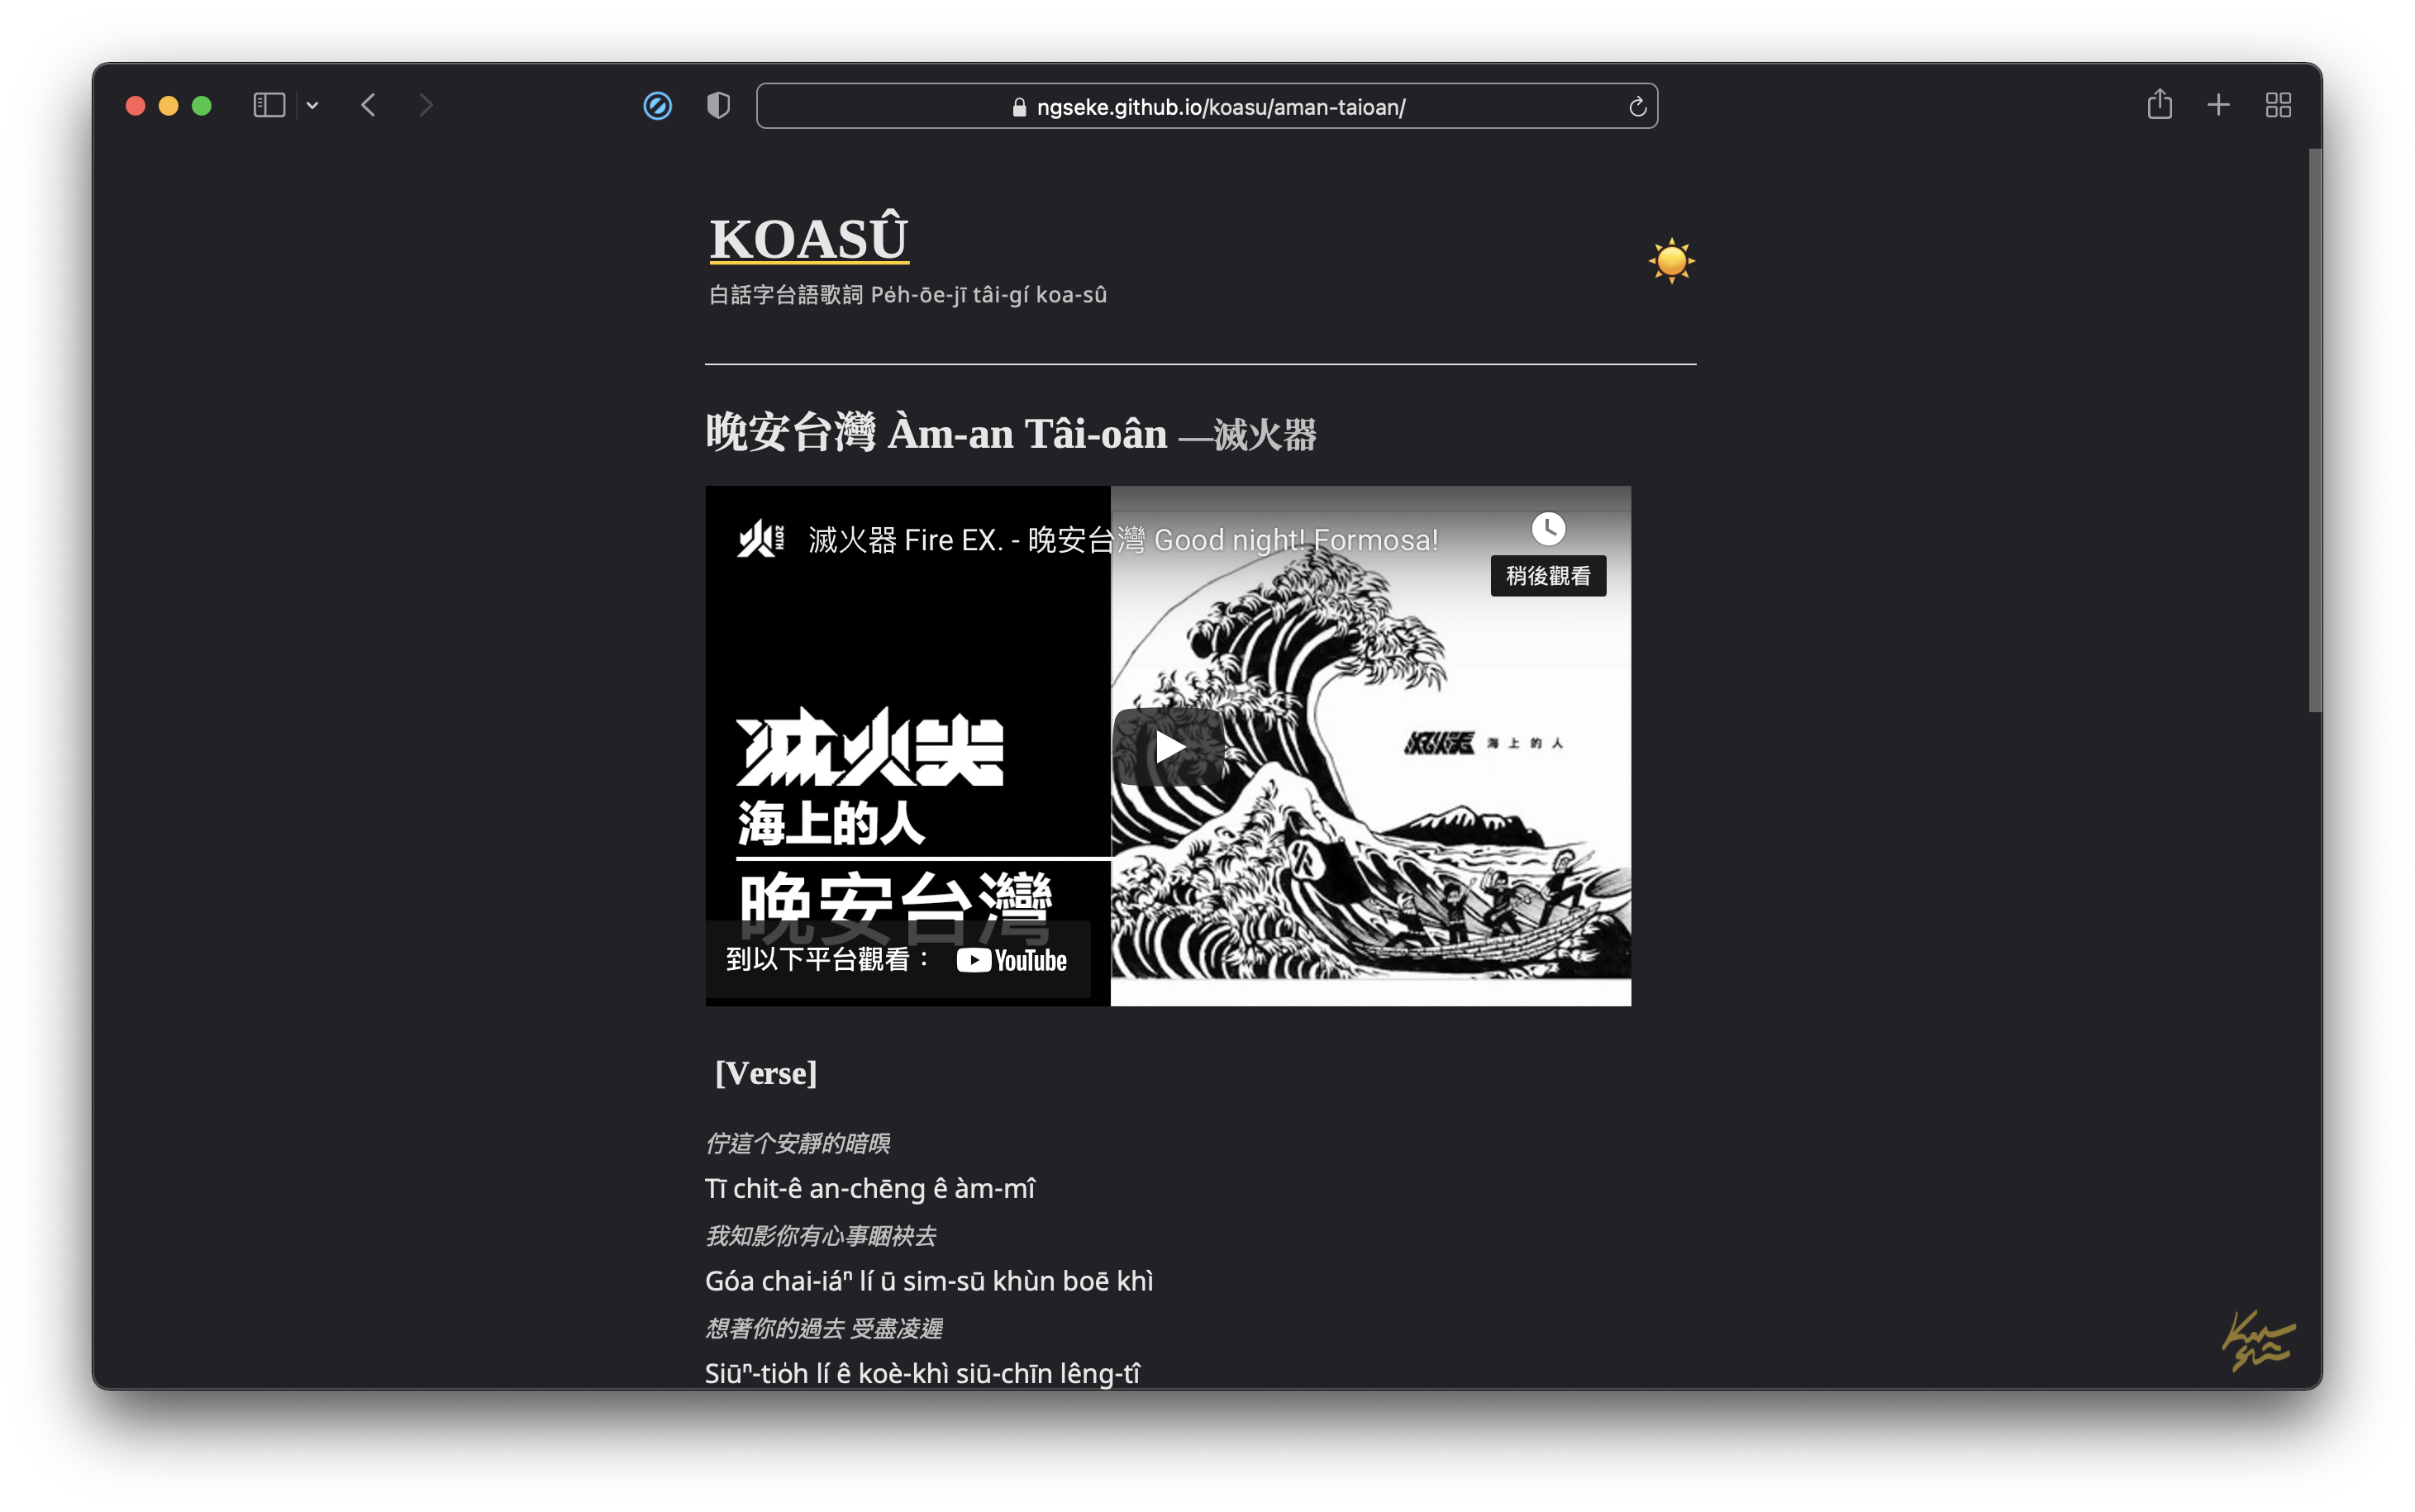 ngseke.github.io/koasu/aman-taioan/
KOASÛ
白話字台語歌詞 Pe̍h-ōe-jī tâi-gí koa-sû
晚安台灣 Àm-an Tâi-oân —滅火器
20TH
滅火器 Fire EX. - 晚安台灣 Good night! Formosa!
稍後觀看
滅火器
海上的人
滅火器 海上的人
晚安台灣
到以下平台觀看： YouTube
[Verse]
佇這个安靜的暗暝
Tī chit-ê an-chēng ê àm-mî
我知影你有心事睏袂去
Góa chai-iáⁿ lí ū sim-sū khùn boē khì
想著你的過去 受盡凌遲
Siūⁿ-tio̍h lí ê koè-khì siū-chīn lêng-tî